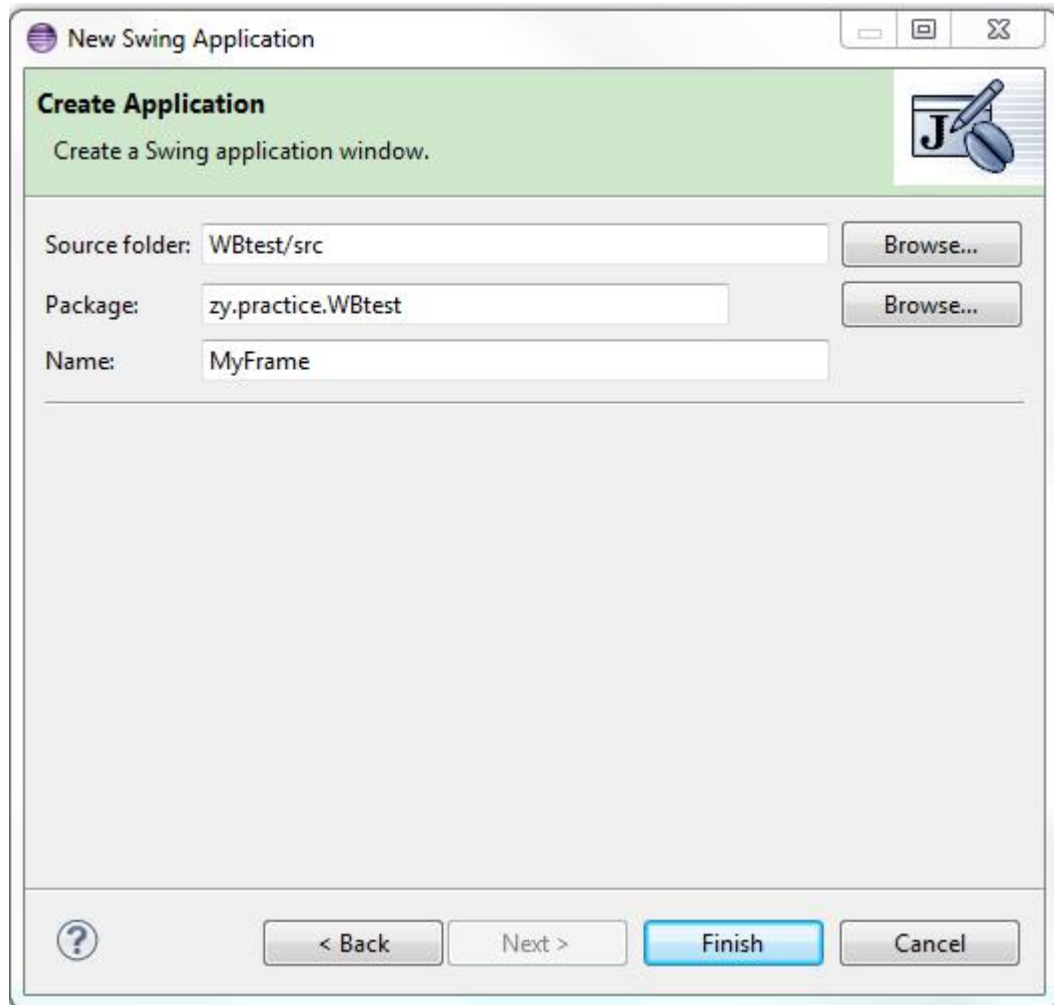 New Swing Application
Create Application
Create a Swing application window.
J
Source folder: WBtest/src Browse...
Package: zy.practice.WBtest Browse...
Name: MyFrame
? < Back Next > Finish Cancel